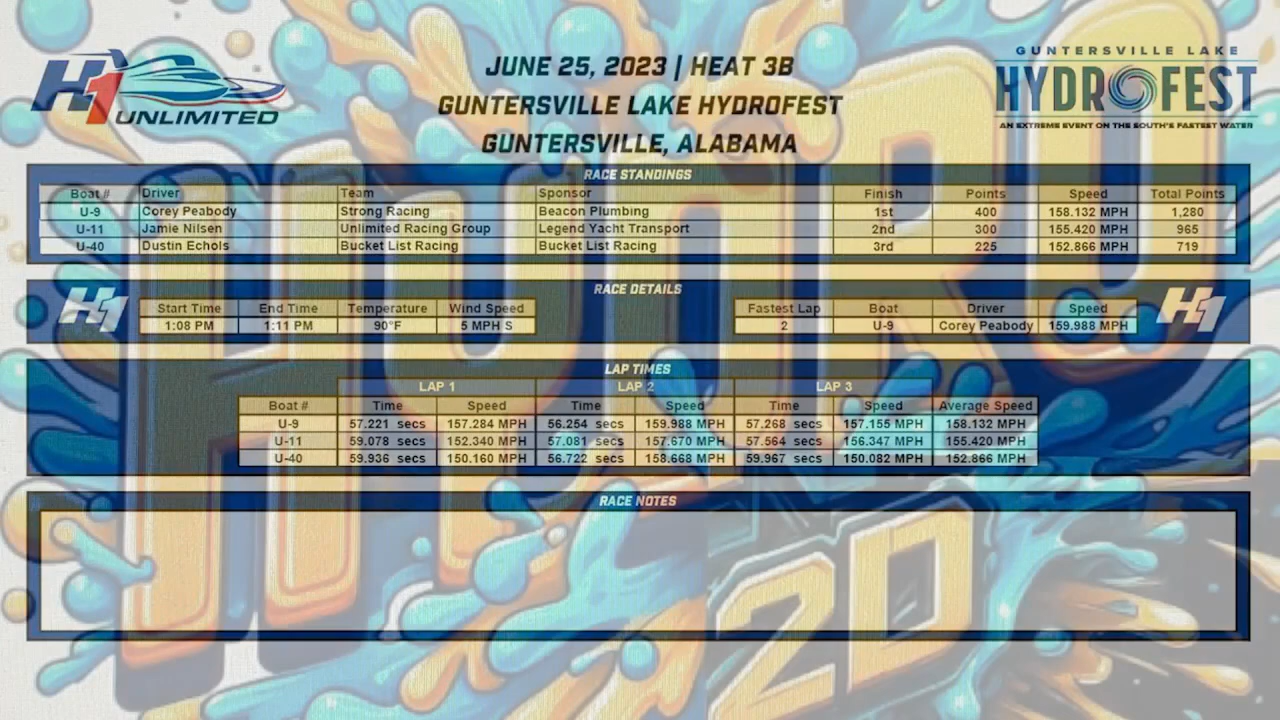 H1 UNLIMITED
JUNE 25, 2023 | HEAT 3B
GUNTERSVILLE LAKE HYDROFEST
GUNTERSVILLE, ALABAMA
GUNTERSVILLE LAKE
HYDROFEST
AN EXTREME EVENT ON THE SOUTH'S FASTEST WATER
RACE STANDINGS
Boat # Driver Team Sponsor Finish Points Speed Total Points
U-9 Corey Peabody Strong Racing Beacon Plumbing 1st 400 158.132 MPH 1,280
U-11 Jamie Nilsen Unlimited Racing Group Legend Yacht Transport 2nd 300 155.420 MPH 965
U-40 Dustin Echols Bucket List Racing Bucket List Racing 3rd 225 152.866 MPH 719
RACE DETAILS
H1 Start Time End Time Temperature Wind Speed Fastest Lap Boat Driver Speed H1
1:08 PM 1:11 PM 90°F 5 MPH S 2 U-9 Corey Peabody 159.988 MPH
LAP TIMES
LAP 1 LAP 2 LAP 3
Boat # Time Speed Time Speed Time Speed Average Speed
U-9 57.221 secs 157.284 MPH 56.254 secs 159.988 MPH 57.268 secs 157.155 MPH 158.132 MPH
U-11 59.078 secs 152.340 MPH 57.081 secs 157.670 MPH 57.564 secs 156.347 MPH 155.420 MPH
U-40 59.936 secs 150.160 MPH 56.722 secs 158.668 MPH 59.967 secs 150.082 MPH 152.866 MPH
RACE NOTES
2D